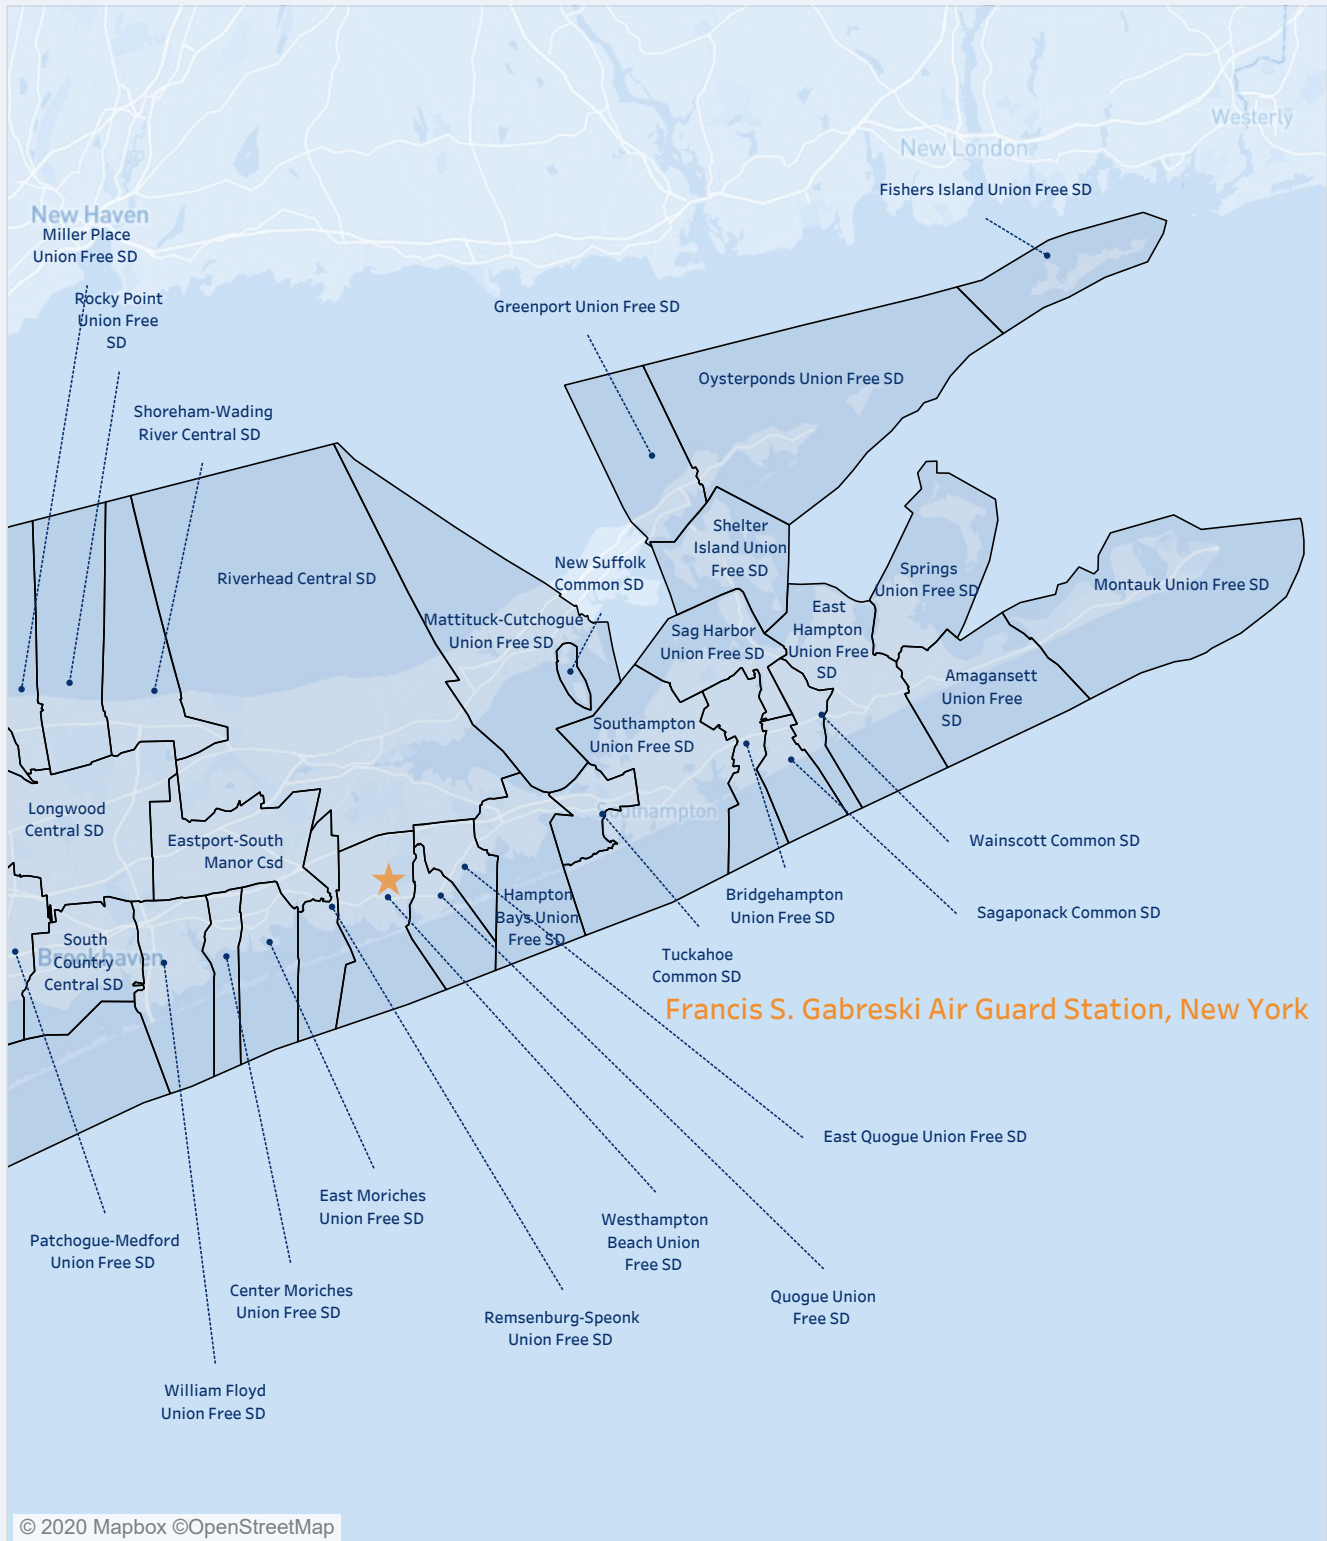 Westerly
New London
Fishers Island Union Free SD
New Haven
Miller Place
Union Free SD
Rocky Point
Union Free
SD
Greenport Union Free SD
Oysterponds Union Free SD
Shoreham-Wading
River Central SD
Shelter
Island Union
Free SD
New Suffolk
Common SD
Springs
Union Free SD
Montauk Union Free SD
Riverhead Central SD
Mattituck-Cutchogue
Union Free SD
Sag Harbor
Union Free SD
East
Hampton
Union Free
SD
Amagansett
Union Free
SD
Southampton
Union Free SD
Southampton
Longwood
Central SD
Eastport-South
Manor Csd
Wainscott Common SD
Hampton
Bays Union
Free SD
Bridgehampton
Union Free SD
Sagaponack Common SD
South
Country
Central SD
Brookhaven
Tuckahoe
Common SD
Francis S. Gabreski Air Guard Station, New York
East Quogue Union Free SD
East Moriches
Union Free SD
Westhampton
Beach Union
Free SD
Patchogue-Medford
Union Free SD
Center Moriches
Union Free SD
Quogue Union
Free SD
Remsenburg-Speonk
Union Free SD
William Floyd
Union Free SD
© 2020 Mapbox ©OpenStreetMap